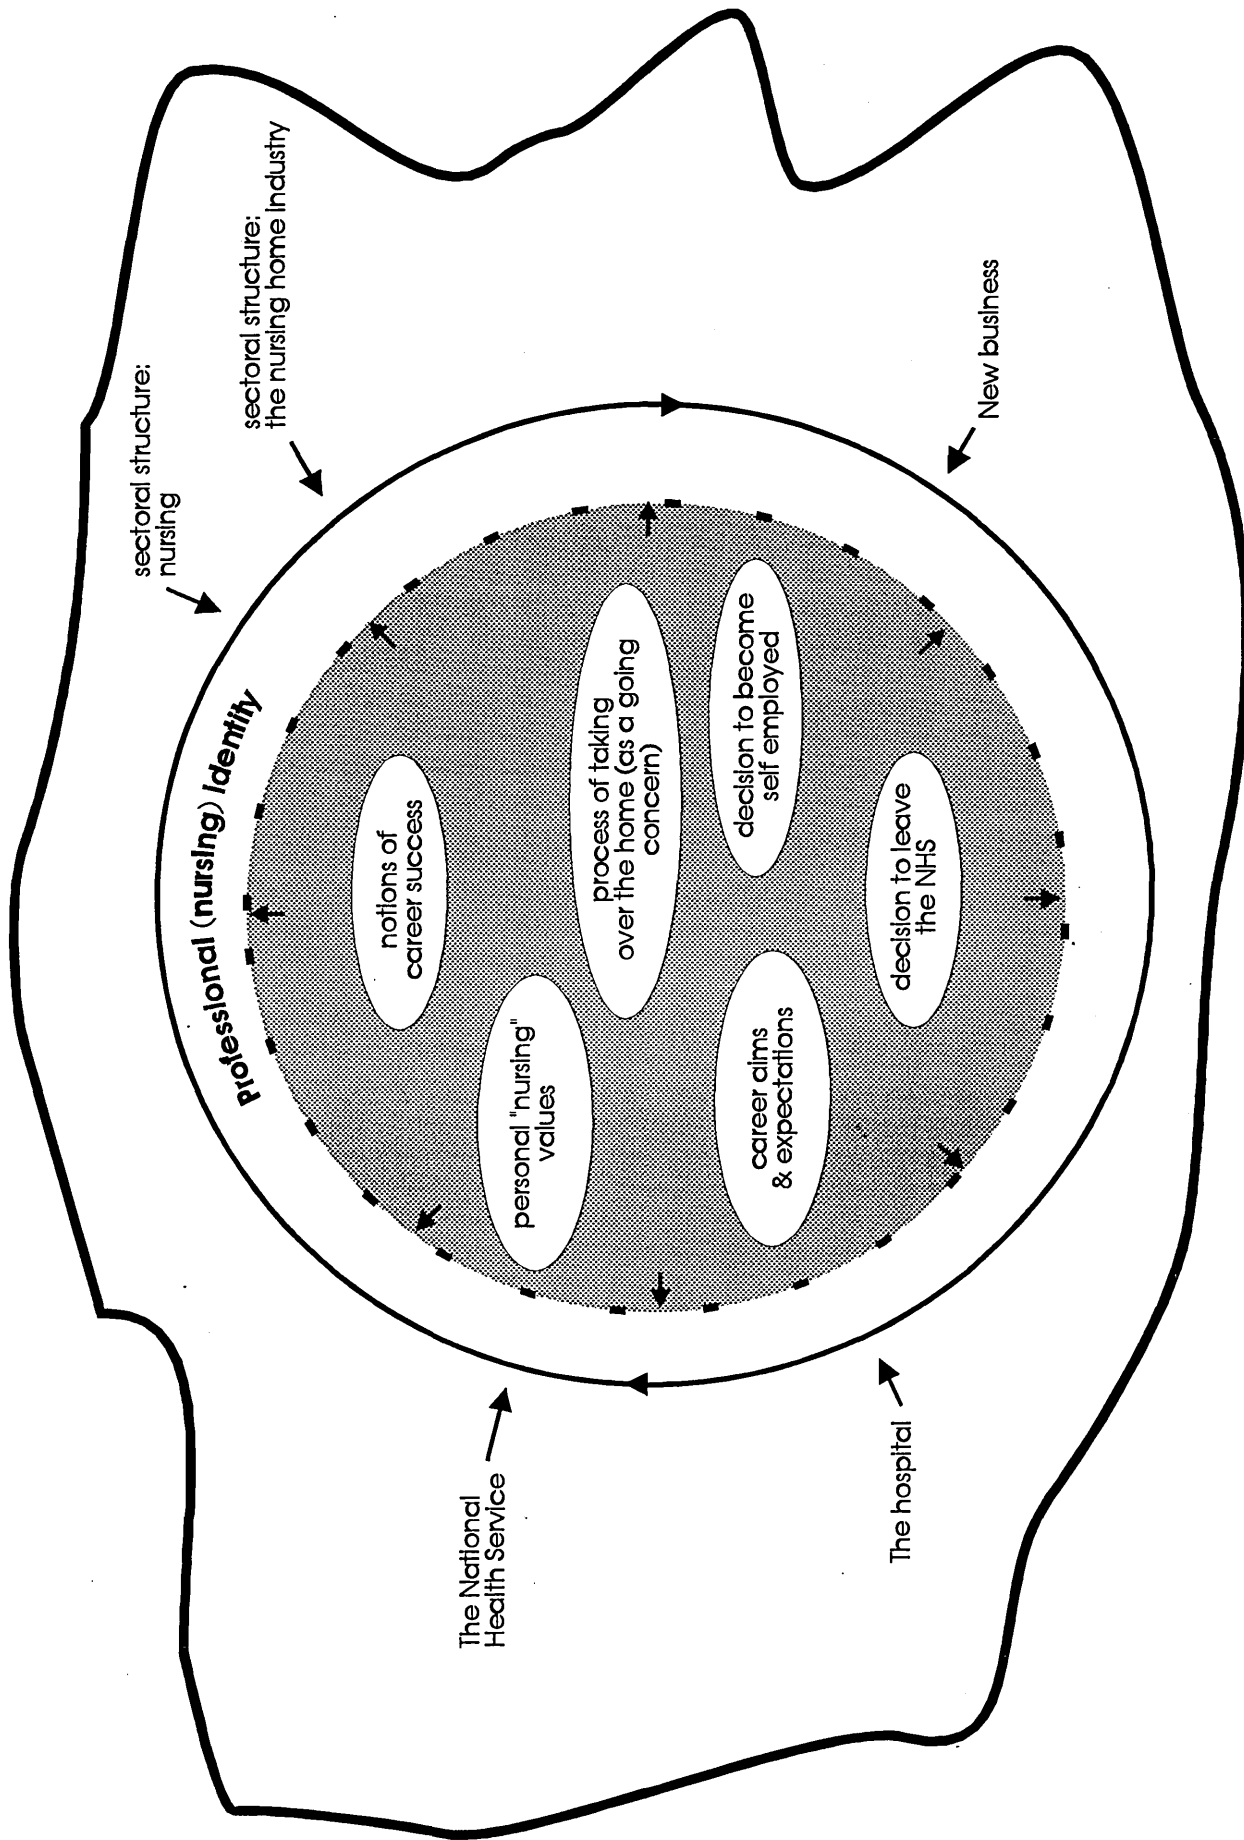 sectoral structure:
nursing
sectoral structure:
the nursing home industry
Professional (nursing) Identity
notions of
career success
personal "nursing"
values
process of taking
over the home (as a going
concern)
decision to become
self employed
career aims
& expectations
decision to leave
the NHS
The National
Health Service
The hospital
New business